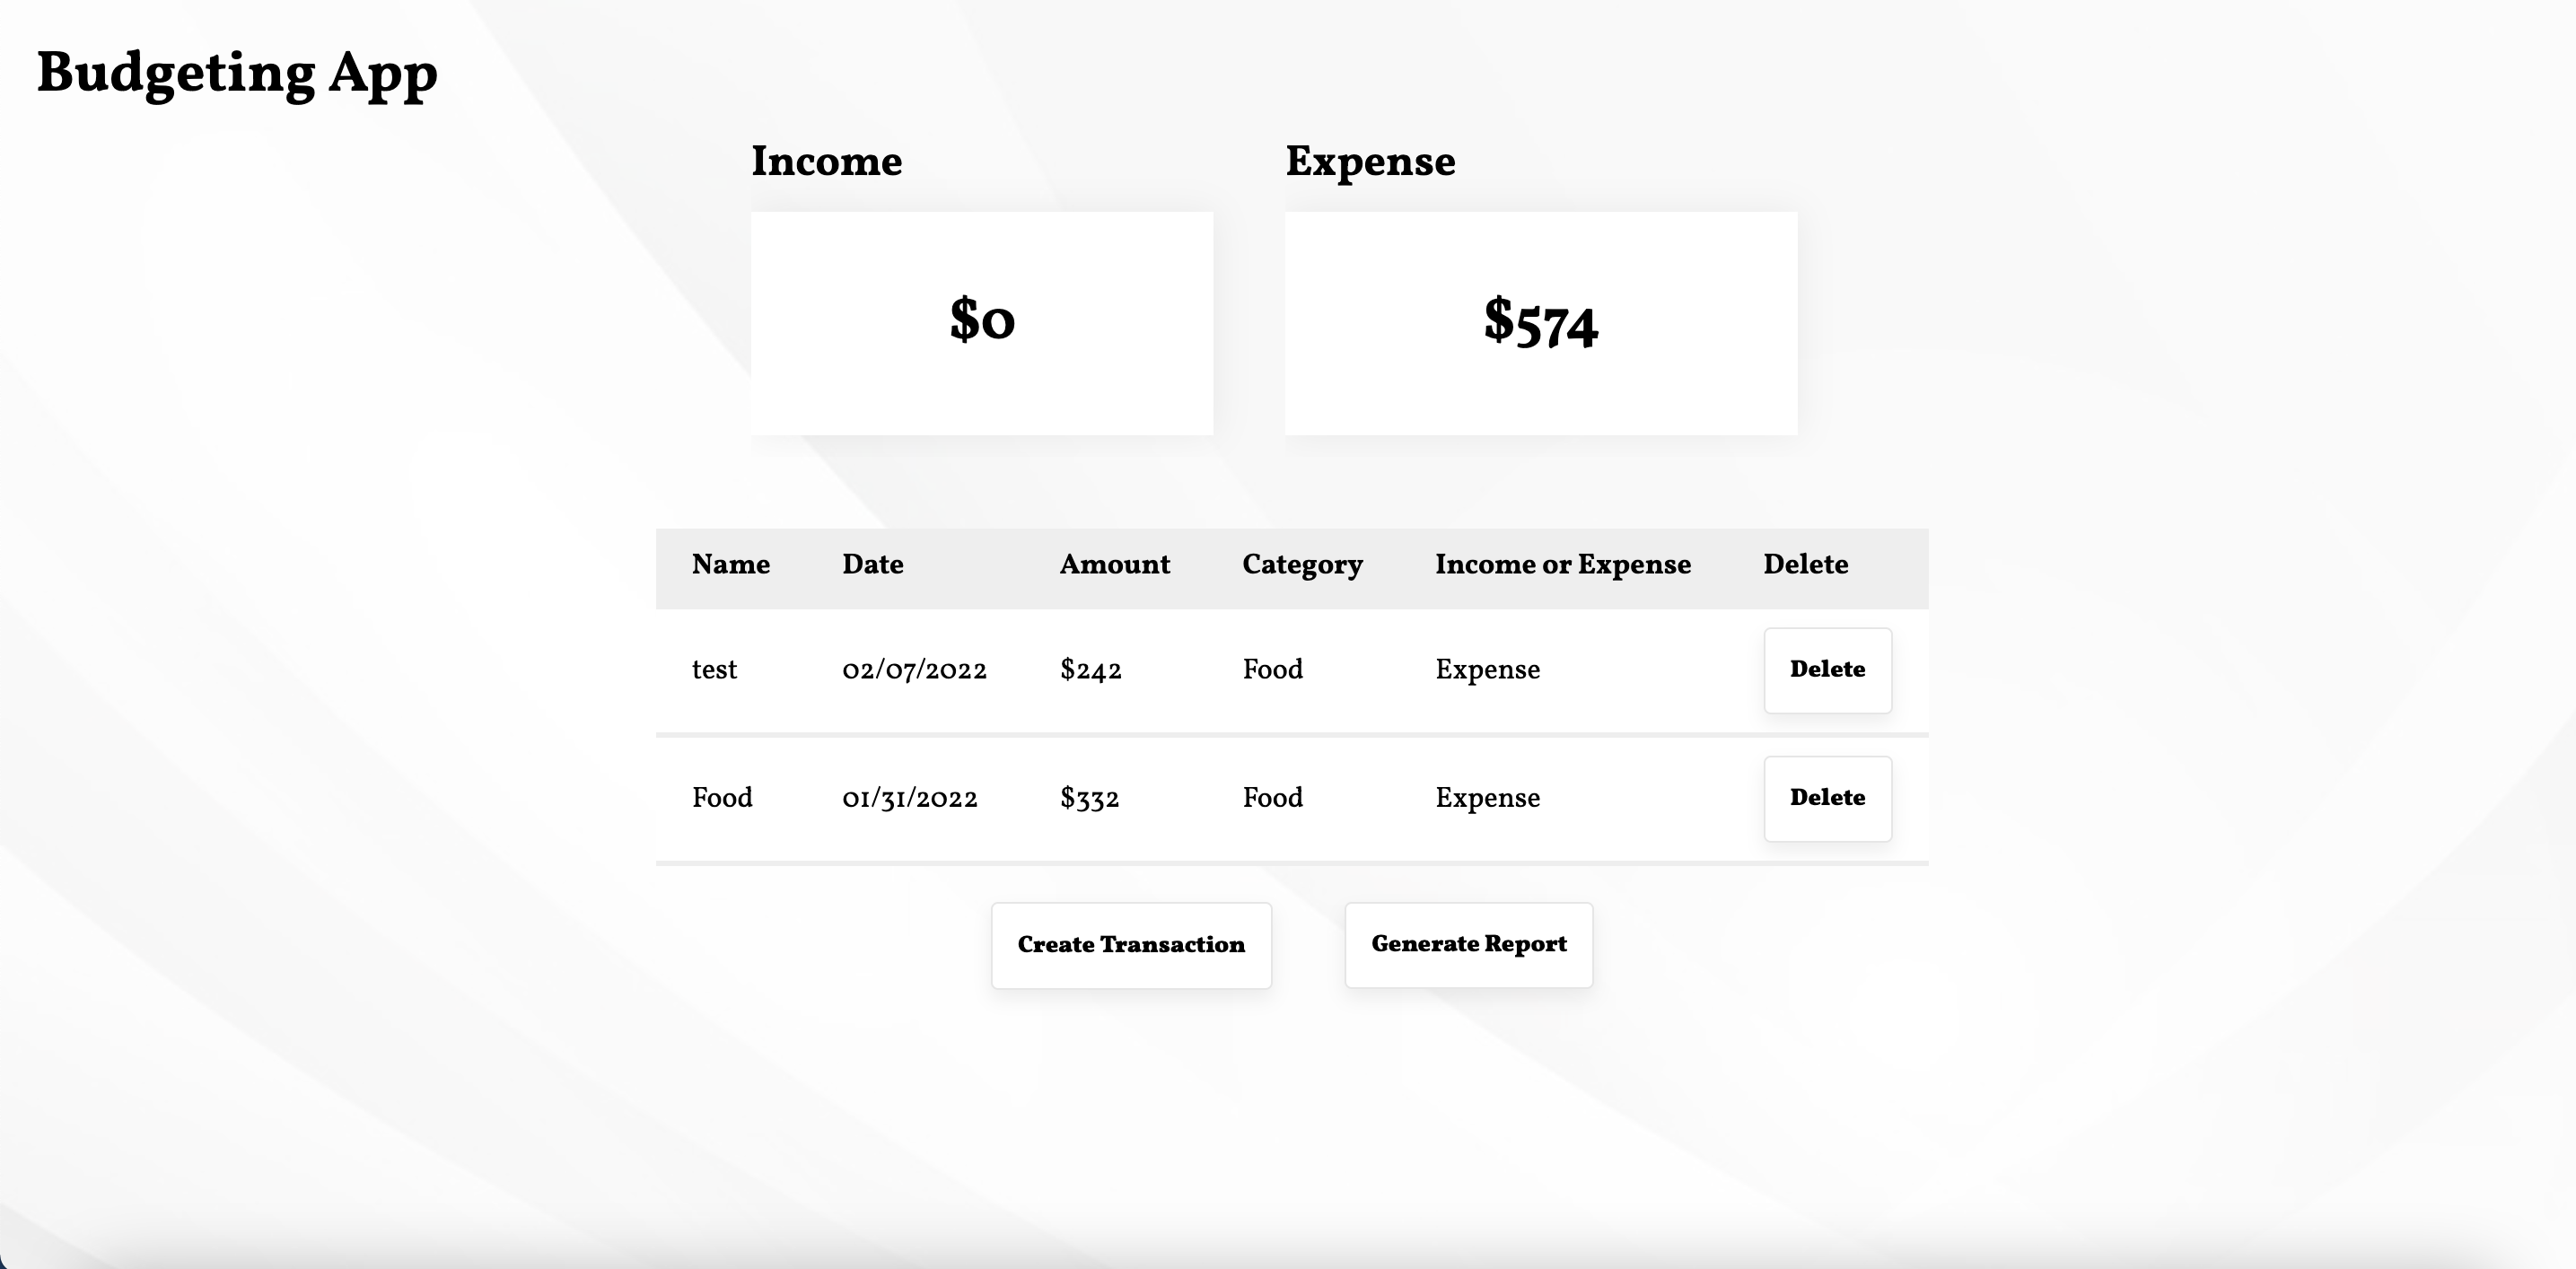 Budgeting App
Income Expense
$0 $574
Name Date Amount Category Income or Expense Delete
test 02/07/2022 $242 Food Expense Delete
Food 01/31/2022 $332 Food Expense Delete
Create Transaction Generate Report